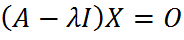 (A − λI)X = O